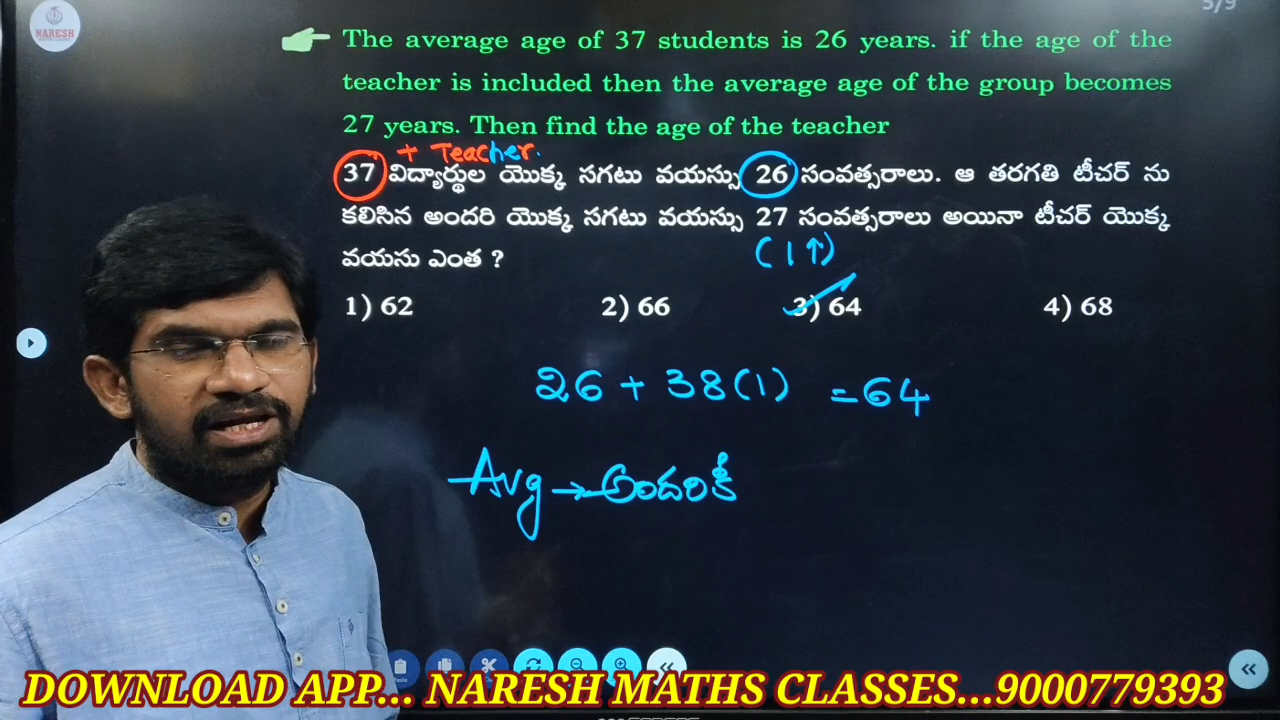 5/9
NARESH
The average age of 37 students is 26 years. if the age of the
teacher is included then the average age of the group becomes
27 years. Then find the age of the teacher
+ Teacher.
37 విద్యార్థుల యొక్క సగటు వయస్సు 26 సంవత్సరాలు. ఆ తరగతి టీచర్ ను
కలిసిన అందరి యొక్క సగటు వయస్సు 27 సంవత్సరాలు అయినా టీచర్ యొక్క
వయసు ఎంత ?
(1↑)
1) 62 2) 66 3) 64 4) 68
26 + 38(1) = 64
Avg → అందరికీ
DOWNLOAD APP... NARESH MATHS CLASSES...9000779393